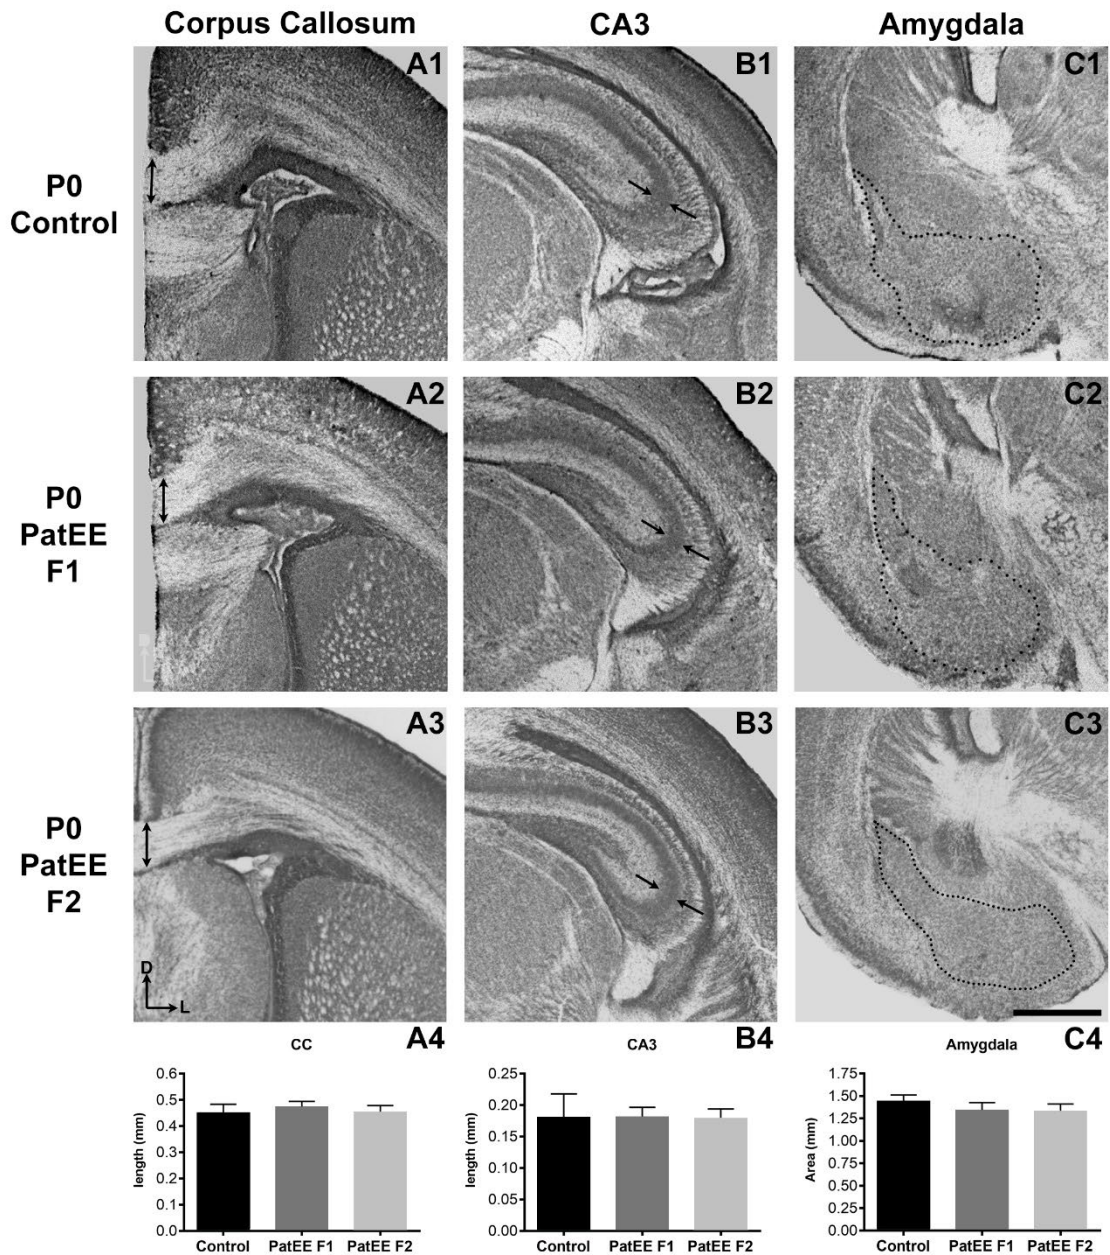 Corpus Callosum CA3 Amygdala
A1 B1 C1
P0
Control
A2 B2 C2
P0
PatEE
F1
A3 B3 C3
P0
PatEE
F2
D
L
A4 B4 C4
CC CA3 Amygdala
length (mm)
0.6
0.5
0.4
0.3
0.2
0.1
0.0
Control PatEE F1 PatEE F2
length (mm)
0.25
0.20
0.15
0.10
0.05
0.00
Control PatEE F1 PatEE F2
Area (mm)
1.75
1.50
1.25
1.00
0.75
0.50
0.25
0.00
Control PatEE F1 PatEE F2